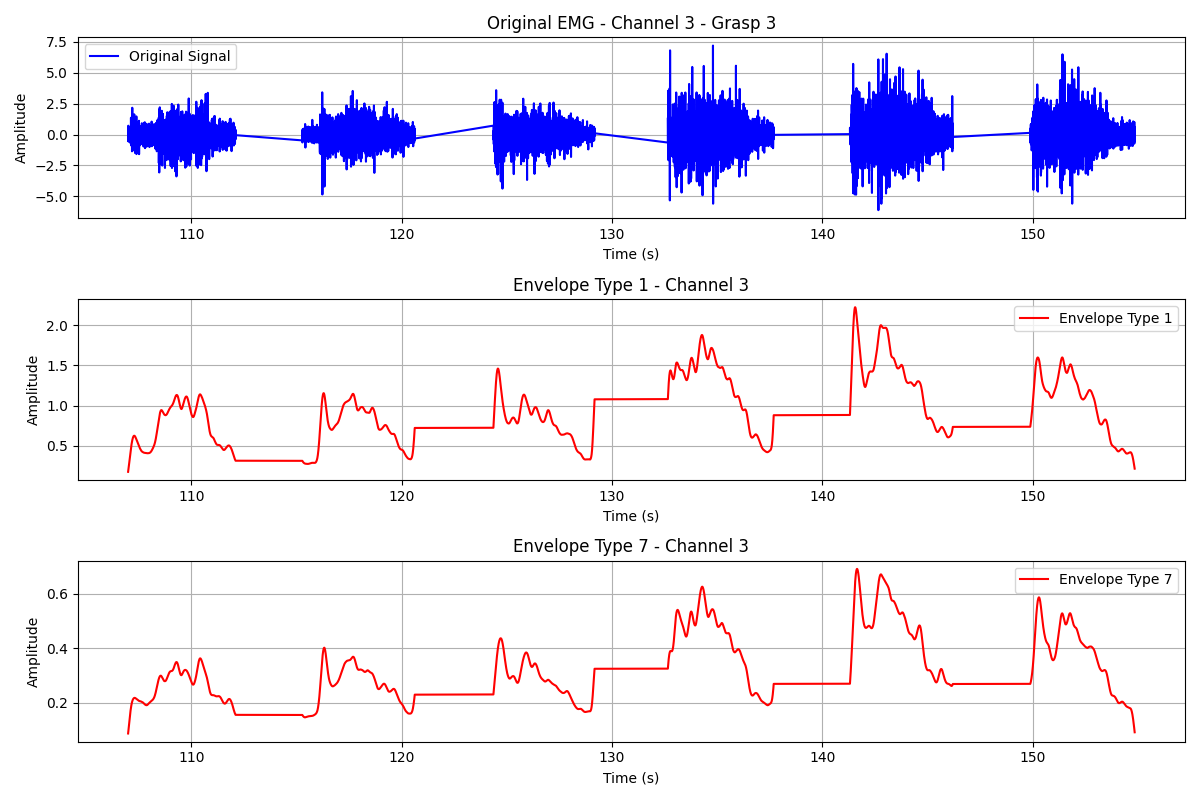 Original EMG - Channel 3 - Grasp 3
Original Signal
7.5
5.0
2.5
0.0
−2.5
−5.0
Amplitude
110 120 130 140 150
Time (s)
Envelope Type 1 - Channel 3
Envelope Type 1
2.0
1.5
1.0
0.5
Amplitude
110 120 130 140 150
Time (s)
Envelope Type 7 - Channel 3
Envelope Type 7
0.6
0.4
0.2
Amplitude
110 120 130 140 150
Time (s)